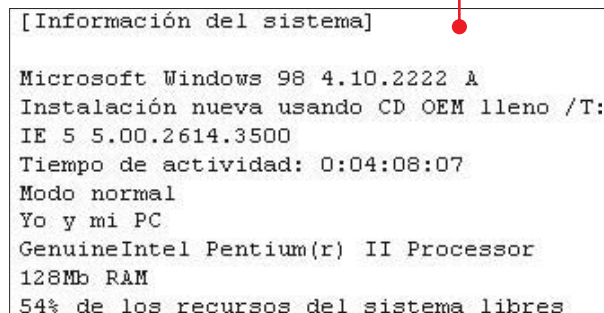 [Información del sistema]
Microsoft Windows 98 4.10.2222 A
Instalación nueva usando CD OEM lleno /T:
IE 5 5.00.2614.3500
Tiempo de actividad: 0:04:08:07
Modo normal
Yo y mi PC
GenuineIntel Pentium(r) II Processor
128Mb RAM
54% de los recursos del sistema libres